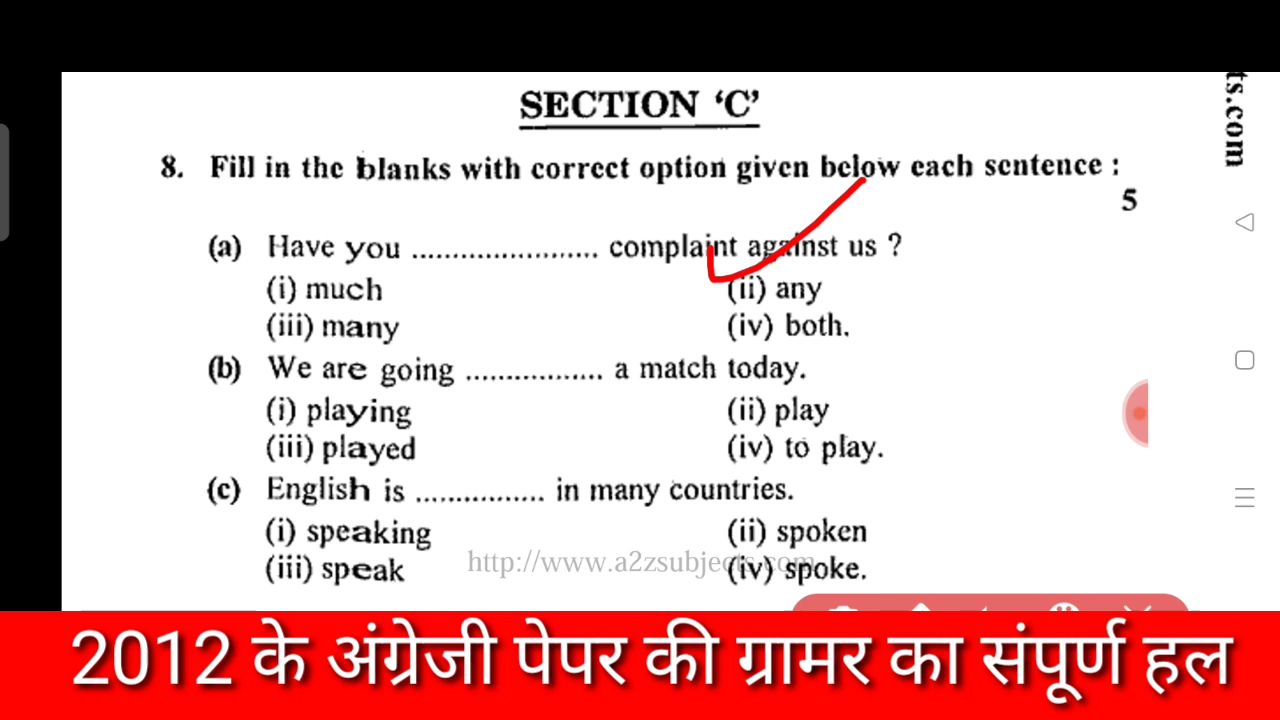 ts.com
SECTION ‘C’
8. Fill in the blanks with correct option given below each sentence :
5
(a) Have you ....................... complaint against us ?
(i) much (ii) any
(iii) many (iv) both.
(b) We are going ................. a match today.
(i) playing (ii) play
(iii) played (iv) to play.
(c) English is ................ in many countries.
(i) speaking (ii) spoken
(iii) speak (iv) spoke.
http://www.a2zsubjects.com
2012 के अंग्रेजी पेपर की ग्रामर का संपूर्ण हल